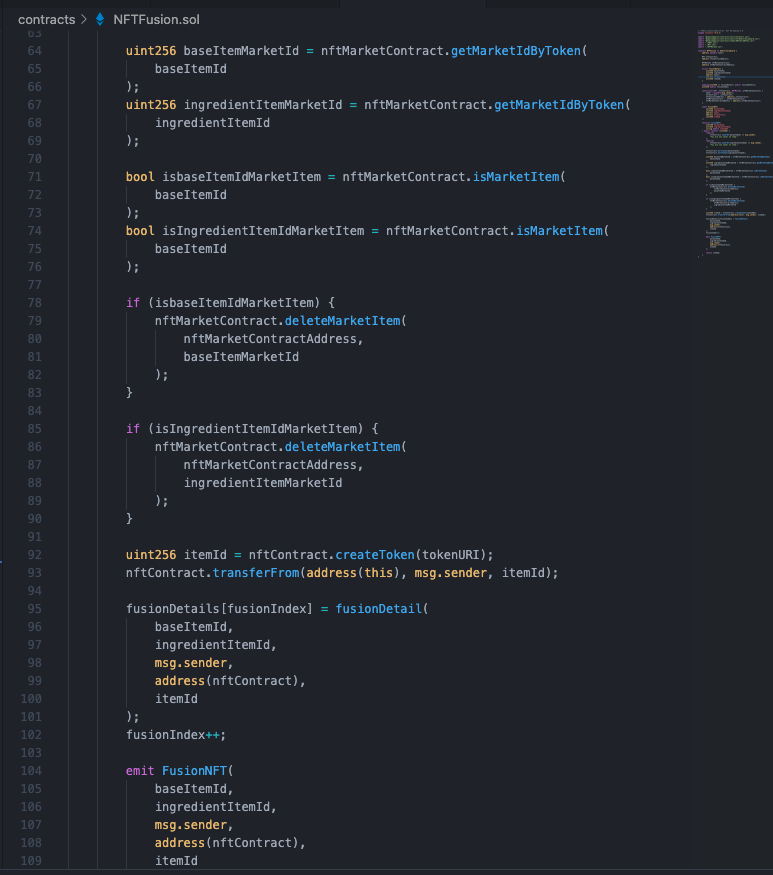 contracts > NFTFusion.sol
63
64 uint256 baseItemMarketId = nftMarketContract.getMarketIdByToken(
65 baseItemId
66 );
67 uint256 ingredientItemMarketId = nftMarketContract.getMarketIdByToken(
68 ingredientItemId
69 );
70
71 bool isbaseItemIdMarketItem = nftMarketContract.isMarketItem(
72 baseItemId
73 );
74 bool isIngredientItemIdMarketItem = nftMarketContract.isMarketItem(
75 baseItemId
76 );
77
78 if (isbaseItemIdMarketItem) {
79 nftMarketContract.deleteMarketItem(
80 nftMarketContractAddress,
81 baseItemMarketId
82 );
83 }
84
85 if (isIngredientItemIdMarketItem) {
86 nftMarketContract.deleteMarketItem(
87 nftMarketContractAddress,
88 ingredientItemMarketId
89 );
90 }
91
92 uint256 itemId = nftContract.createToken(tokenURI);
93 nftContract.transferFrom(address(this), msg.sender, itemId);
94
95 fusionDetails[fusionIndex] = fusionDetail(
96 baseItemId,
97 ingredientItemId,
98 msg.sender,
99 address(nftContract),
100 itemId
101 );
102 fusionIndex++;
103
104 emit FusionNFT(
105 baseItemId,
106 ingredientItemId,
107 msg.sender,
108 address(nftContract),
109 itemId